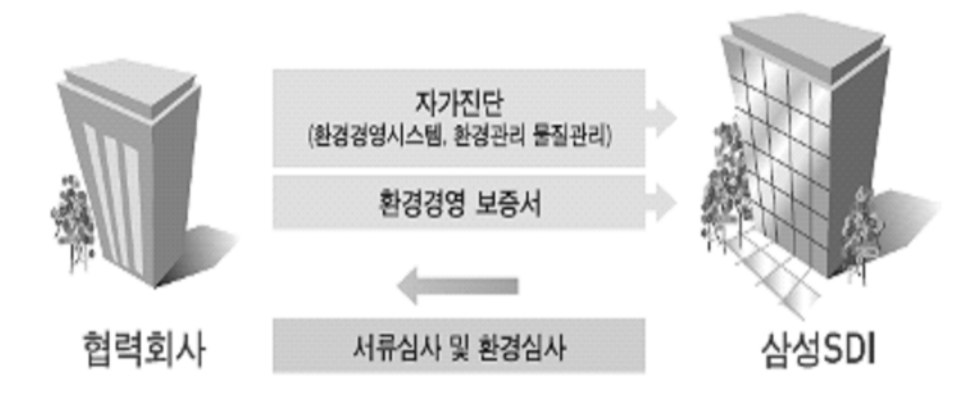 자가진단
(환경경영시스템, 환경관리 물질관리)
환경경영 보증서
협력회사
서류심사 및 환경심사
삼성SDI